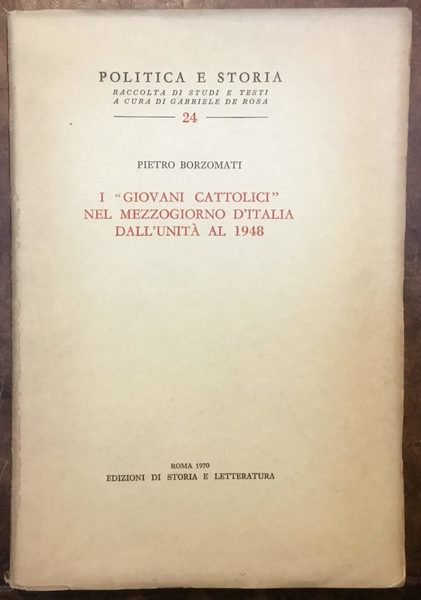 POLITICA E STORIA
RACCOLTA DI STUDI E TESTI
A CURA DI GABRIELE DE ROSA
24
PIETRO BORZOMATI
I "GIOVANI CATTOLICI"
NEL MEZZOGIORNO D'ITALIA
DALL'UNITÀ AL 1948
ROMA 1970
EDIZIONI DI STORIA E LETTERATURA